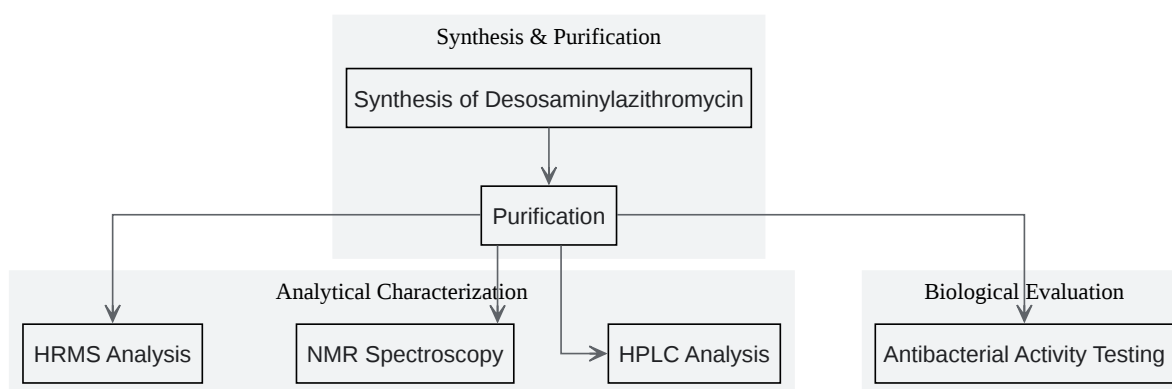 Synthesis & Purification
Synthesis of Desosaminylazithromycin
Purification
Analytical Characterization
Biological Evaluation
HRMS Analysis
NMR Spectroscopy
HPLC Analysis
Antibacterial Activity Testing